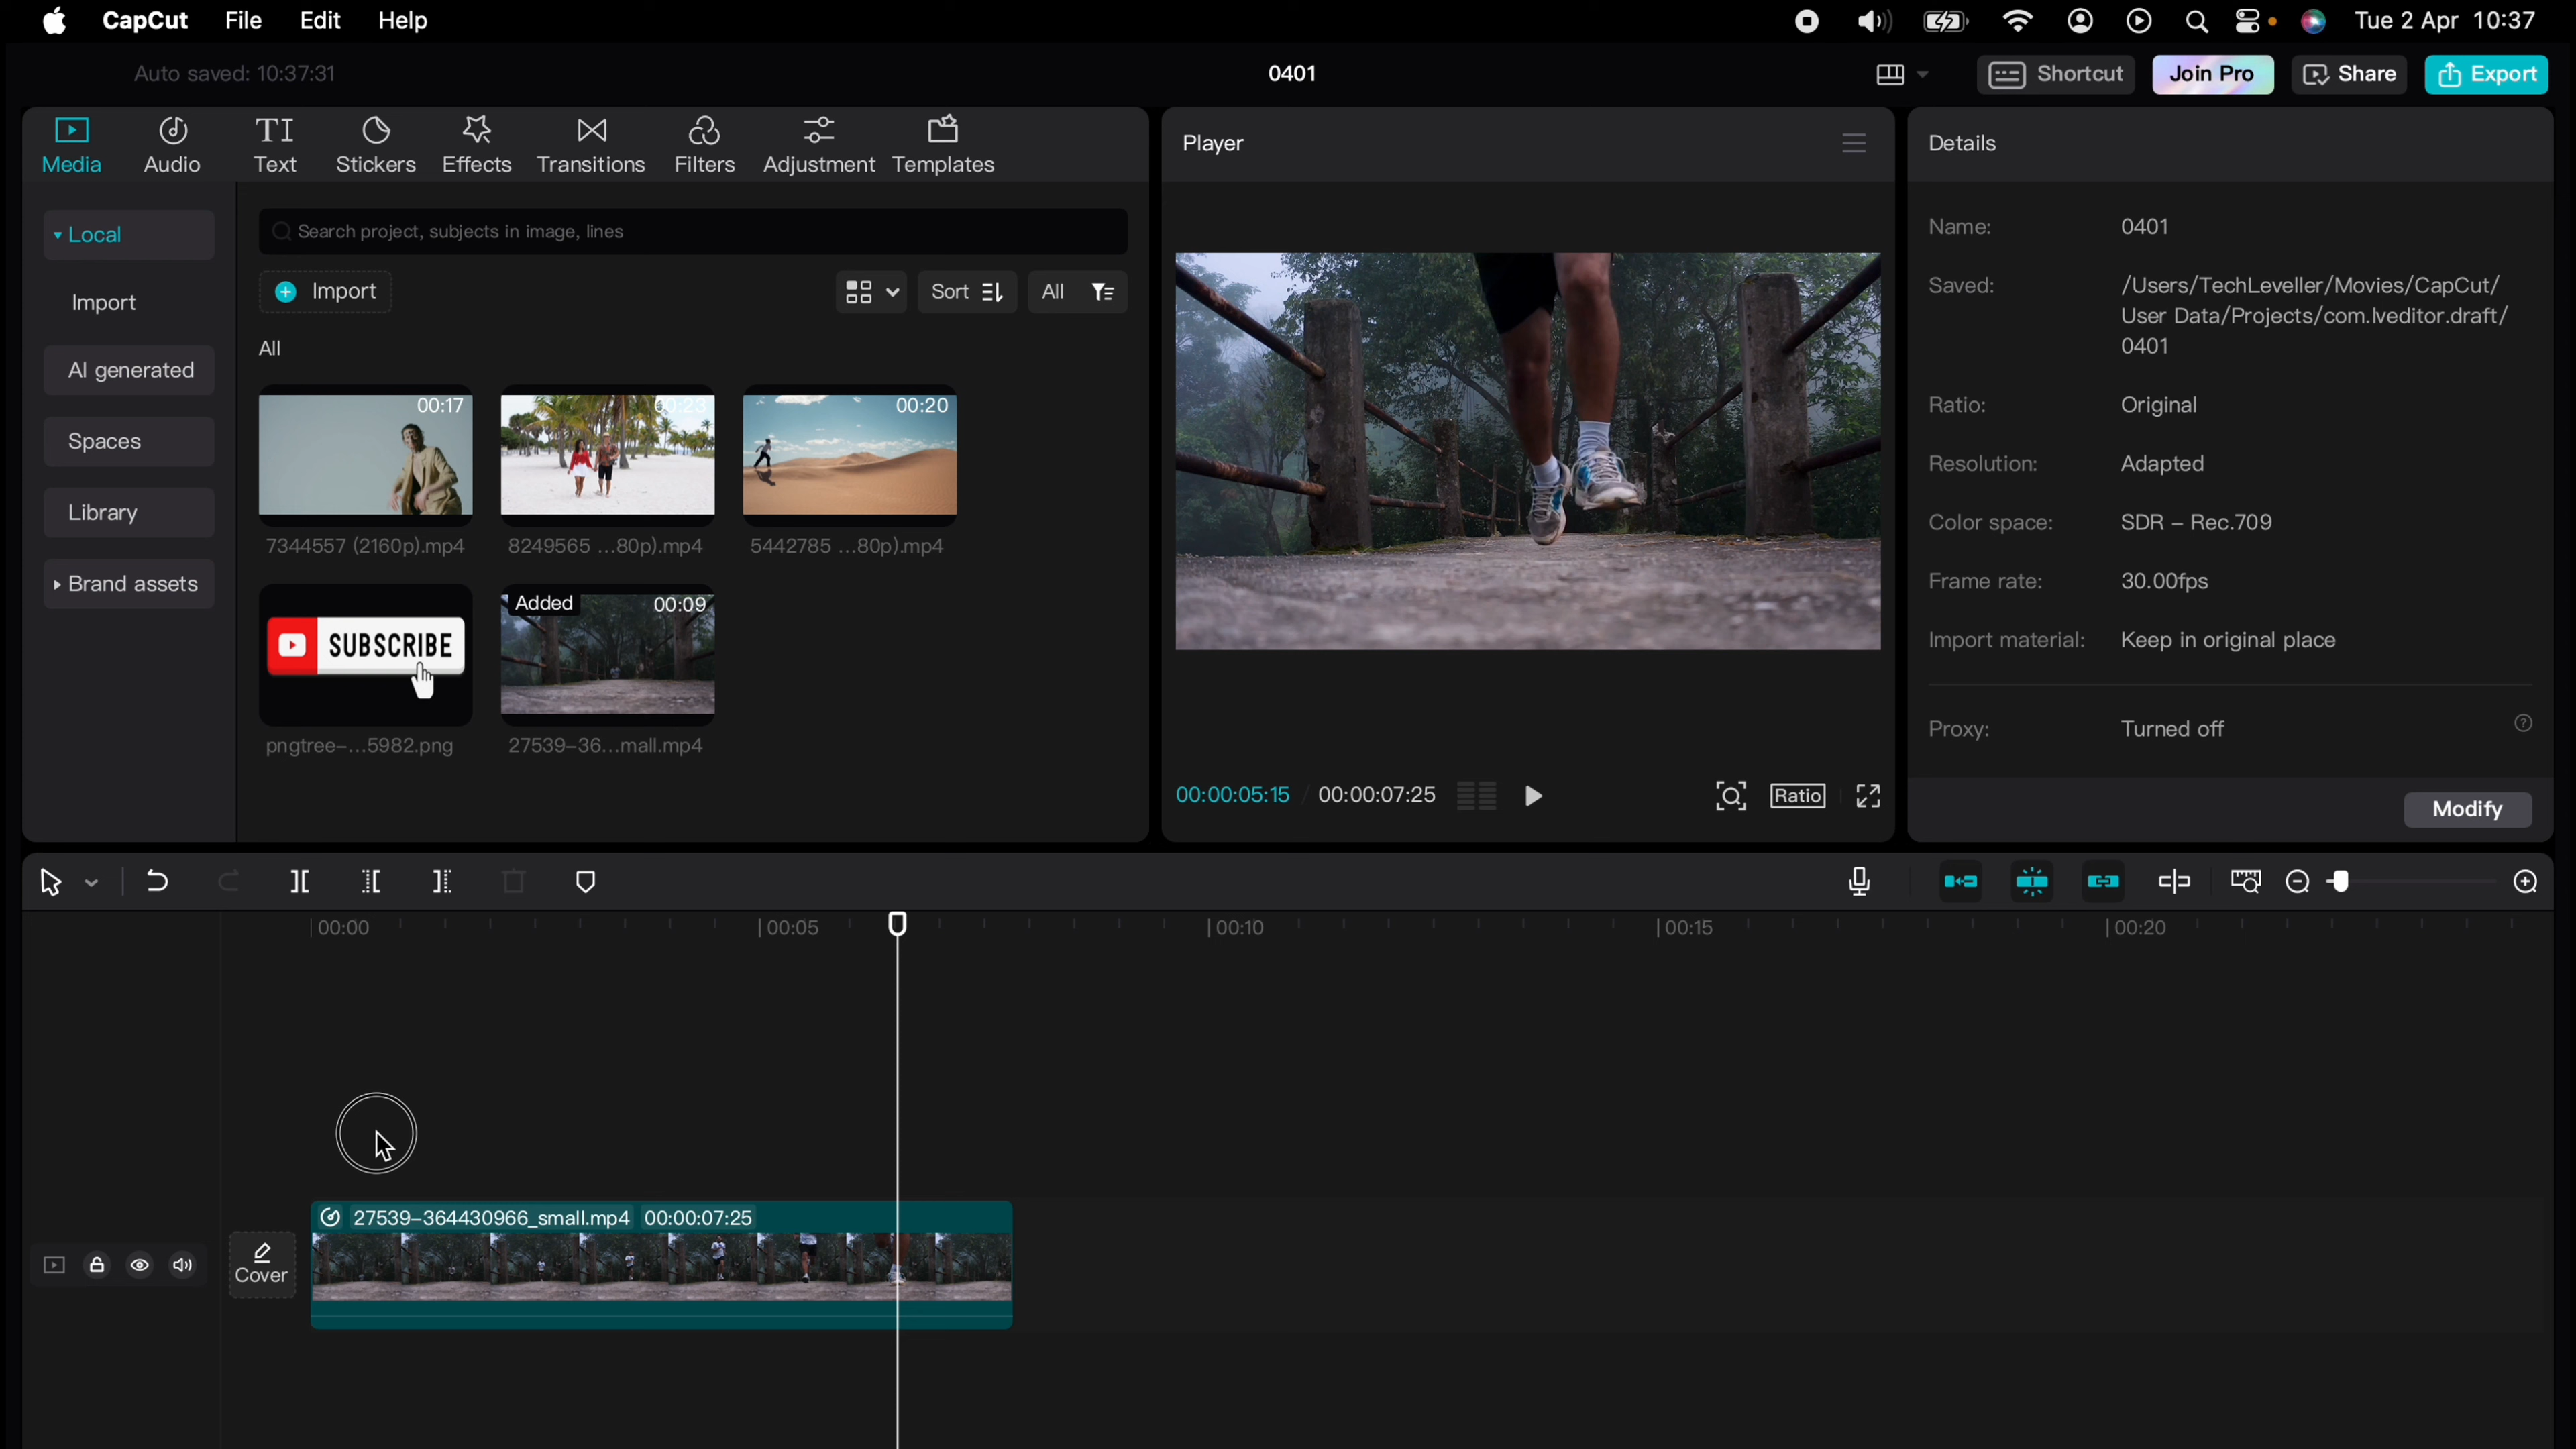 CapCut File Edit Help Tue 2 Apr 10:37
Auto saved: 10:37:31 0401 Shortcut Join Pro Share Export
Media Audio Text Stickers Effects Transitions Filters Adjustment Templates
Local
Import
AI generated
Spaces
Library
Brand assets
Search project, subjects in image, lines
Import Sort All
All
00:17 00:23 00:20
7344557 (2160p).mp4 8249565 ...80p).mp4 5442785 ...80p).mp4
SUBSCRIBE Added 00:09
pngtree-...5982.png 27539-36...mall.mp4
Player
00:00:05:15 / 00:00:07:25 Ratio
Details
Name: 0401
Saved: /Users/TechLeveller/Movies/CapCut/
User Data/Projects/com.lveditor.draft/
0401
Ratio: Original
Resolution: Adapted
Color space: SDR – Rec.709
Frame rate: 30.00fps
Import material: Keep in original place
Proxy: Turned off
Modify
00:00 00:05 00:10 00:15 00:20
27539-364430966_small.mp4 00:00:07:25
Cover